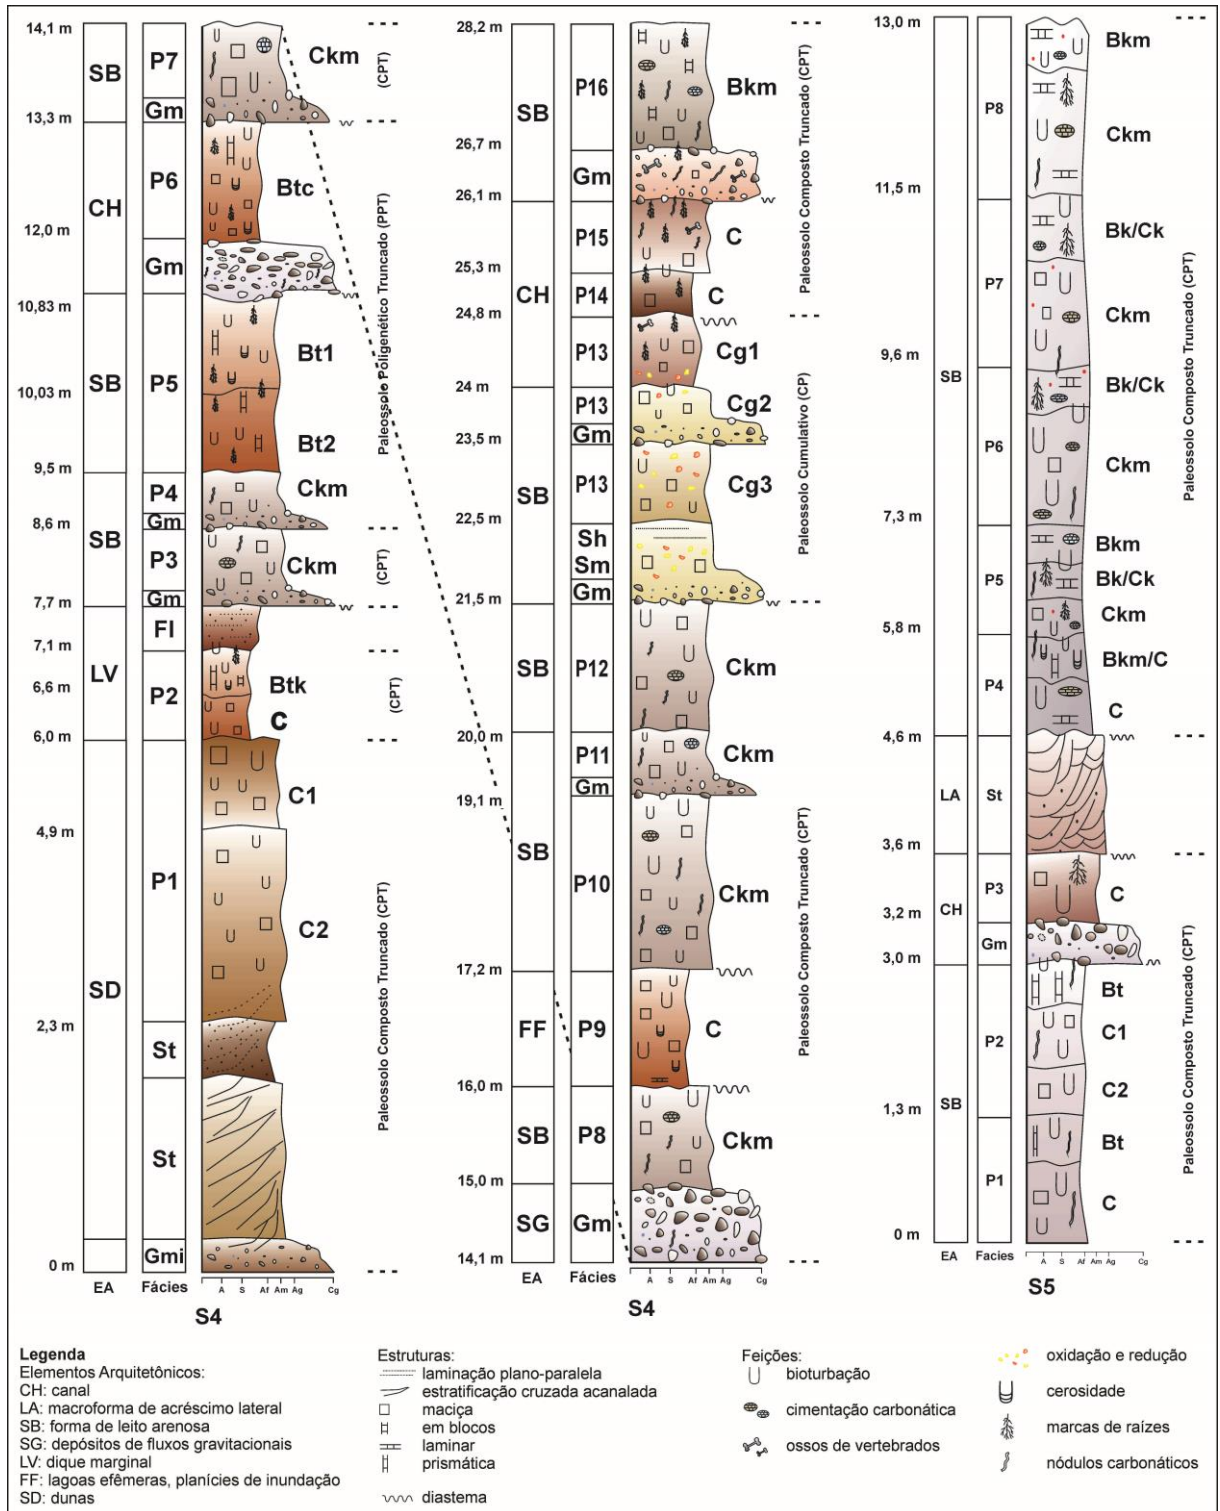 14,1 m
SB
P7
Ckm
(CPT)
Gm
13,3 m
CH
P6
Btc
12,0 m
Gm
Paleossolo Poligenético Truncado (PPT)
10,83 m
SB
P5
Bt1
10,03 m
Bt2
9,5 m
SB
P4
Ckm
Gm
8,6 m
P3
Ckm
(CPT)
Gm
7,7 m
LV
Fl
7,1 m
P2
Btk
(CPT)
6,6 m
C
6,0 m
SD
P1
C1
4,9 m
C2
Paleossolo Composto Truncado (CPT)
2,3 m
St
St
Gmi
0 m
EA
Fácies
A
S
Af
Am
Ag
Cg
S4
28,2 m
SB
P16
Bkm
26,7 m
Gm
Paleossolo Composto Truncado (CPT)
26,1 m
CH
P15
C
25,3 m
P14
C
24,8 m
P13
Cg1
24 m
SB
P13
Cg2
Gm
23,5 m
P13
Cg3
Paleossolo Cumulativo (CP)
22,5 m
Sh
Sm
Gm
21,5 m
SB
P12
Ckm
20,0 m
SB
P11
Ckm
Gm
19,1 m
P10
Ckm
Paleossolo Composto Truncado (CPT)
17,2 m
FF
P9
C
16,0 m
SB
P8
Ckm
15,0 m
SG
Gm
14,1 m
EA
Fácies
A
S
Af
Am
Ag
Cg
S4
13,0 m
SB
P8
Bkm
Ckm
11,5 m
P7
Bk/Ck
Ckm
Paleossolo Composto Truncado (CPT)
9,6 m
P6
Bk/Ck
Ckm
7,3 m
P5
Bkm
Bk/Ck
Ckm
5,8 m
P4
Bkm/C
C
4,6 m
LA
St
3,6 m
CH
P3
C
3,2 m
Gm
3,0 m
SB
P2
Bt
C1
C2
Paleossolo Composto Truncado (CPT)
1,3 m
P1
Bt
C
0 m
EA
Facies
A
S
Af
Am
Ag
Cg
S5
Legenda
Elementos Arquitetônicos:
CH: canal
LA: macroforma de acréscimo lateral
SB: forma de leito arenosa
SG: depósitos de fluxos gravitacionais
LV: dique marginal
FF: lagoas efêmeras, planícies de inundação
SD: dunas
Estruturas:
laminação plano-paralela
estratificação cruzada acanalada
maciça
em blocos
laminar
prismática
diastema
Feições:
bioturbação
cimentação carbonática
ossos de vertebrados
oxidação e redução
cerosidade
marcas de raízes
nódulos carbonáticos